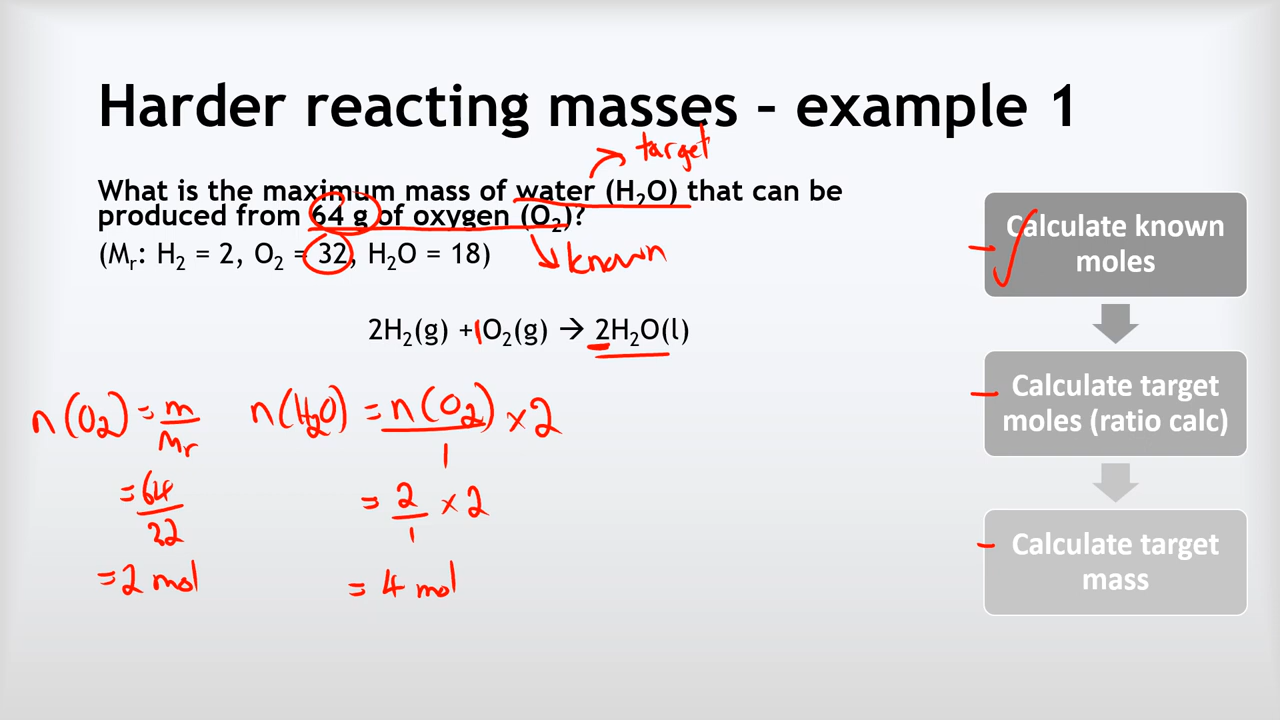 Harder reacting masses – example 1
target
What is the maximum mass of water (H₂O) that can be
produced from 64 g of oxygen (O₂)?
(Mᵣ: H₂ = 2, O₂ = 32, H₂O = 18)
known
2H₂(g) + 1O₂(g) → 2H₂O(l)
n(O₂) = m/Mr
= 64/32
= 2 mol
n(H₂O) = n(O₂)/1 × 2
= 2/1 × 2
= 4 mol
Calculate known
moles
Calculate target
moles (ratio calc)
Calculate target
mass